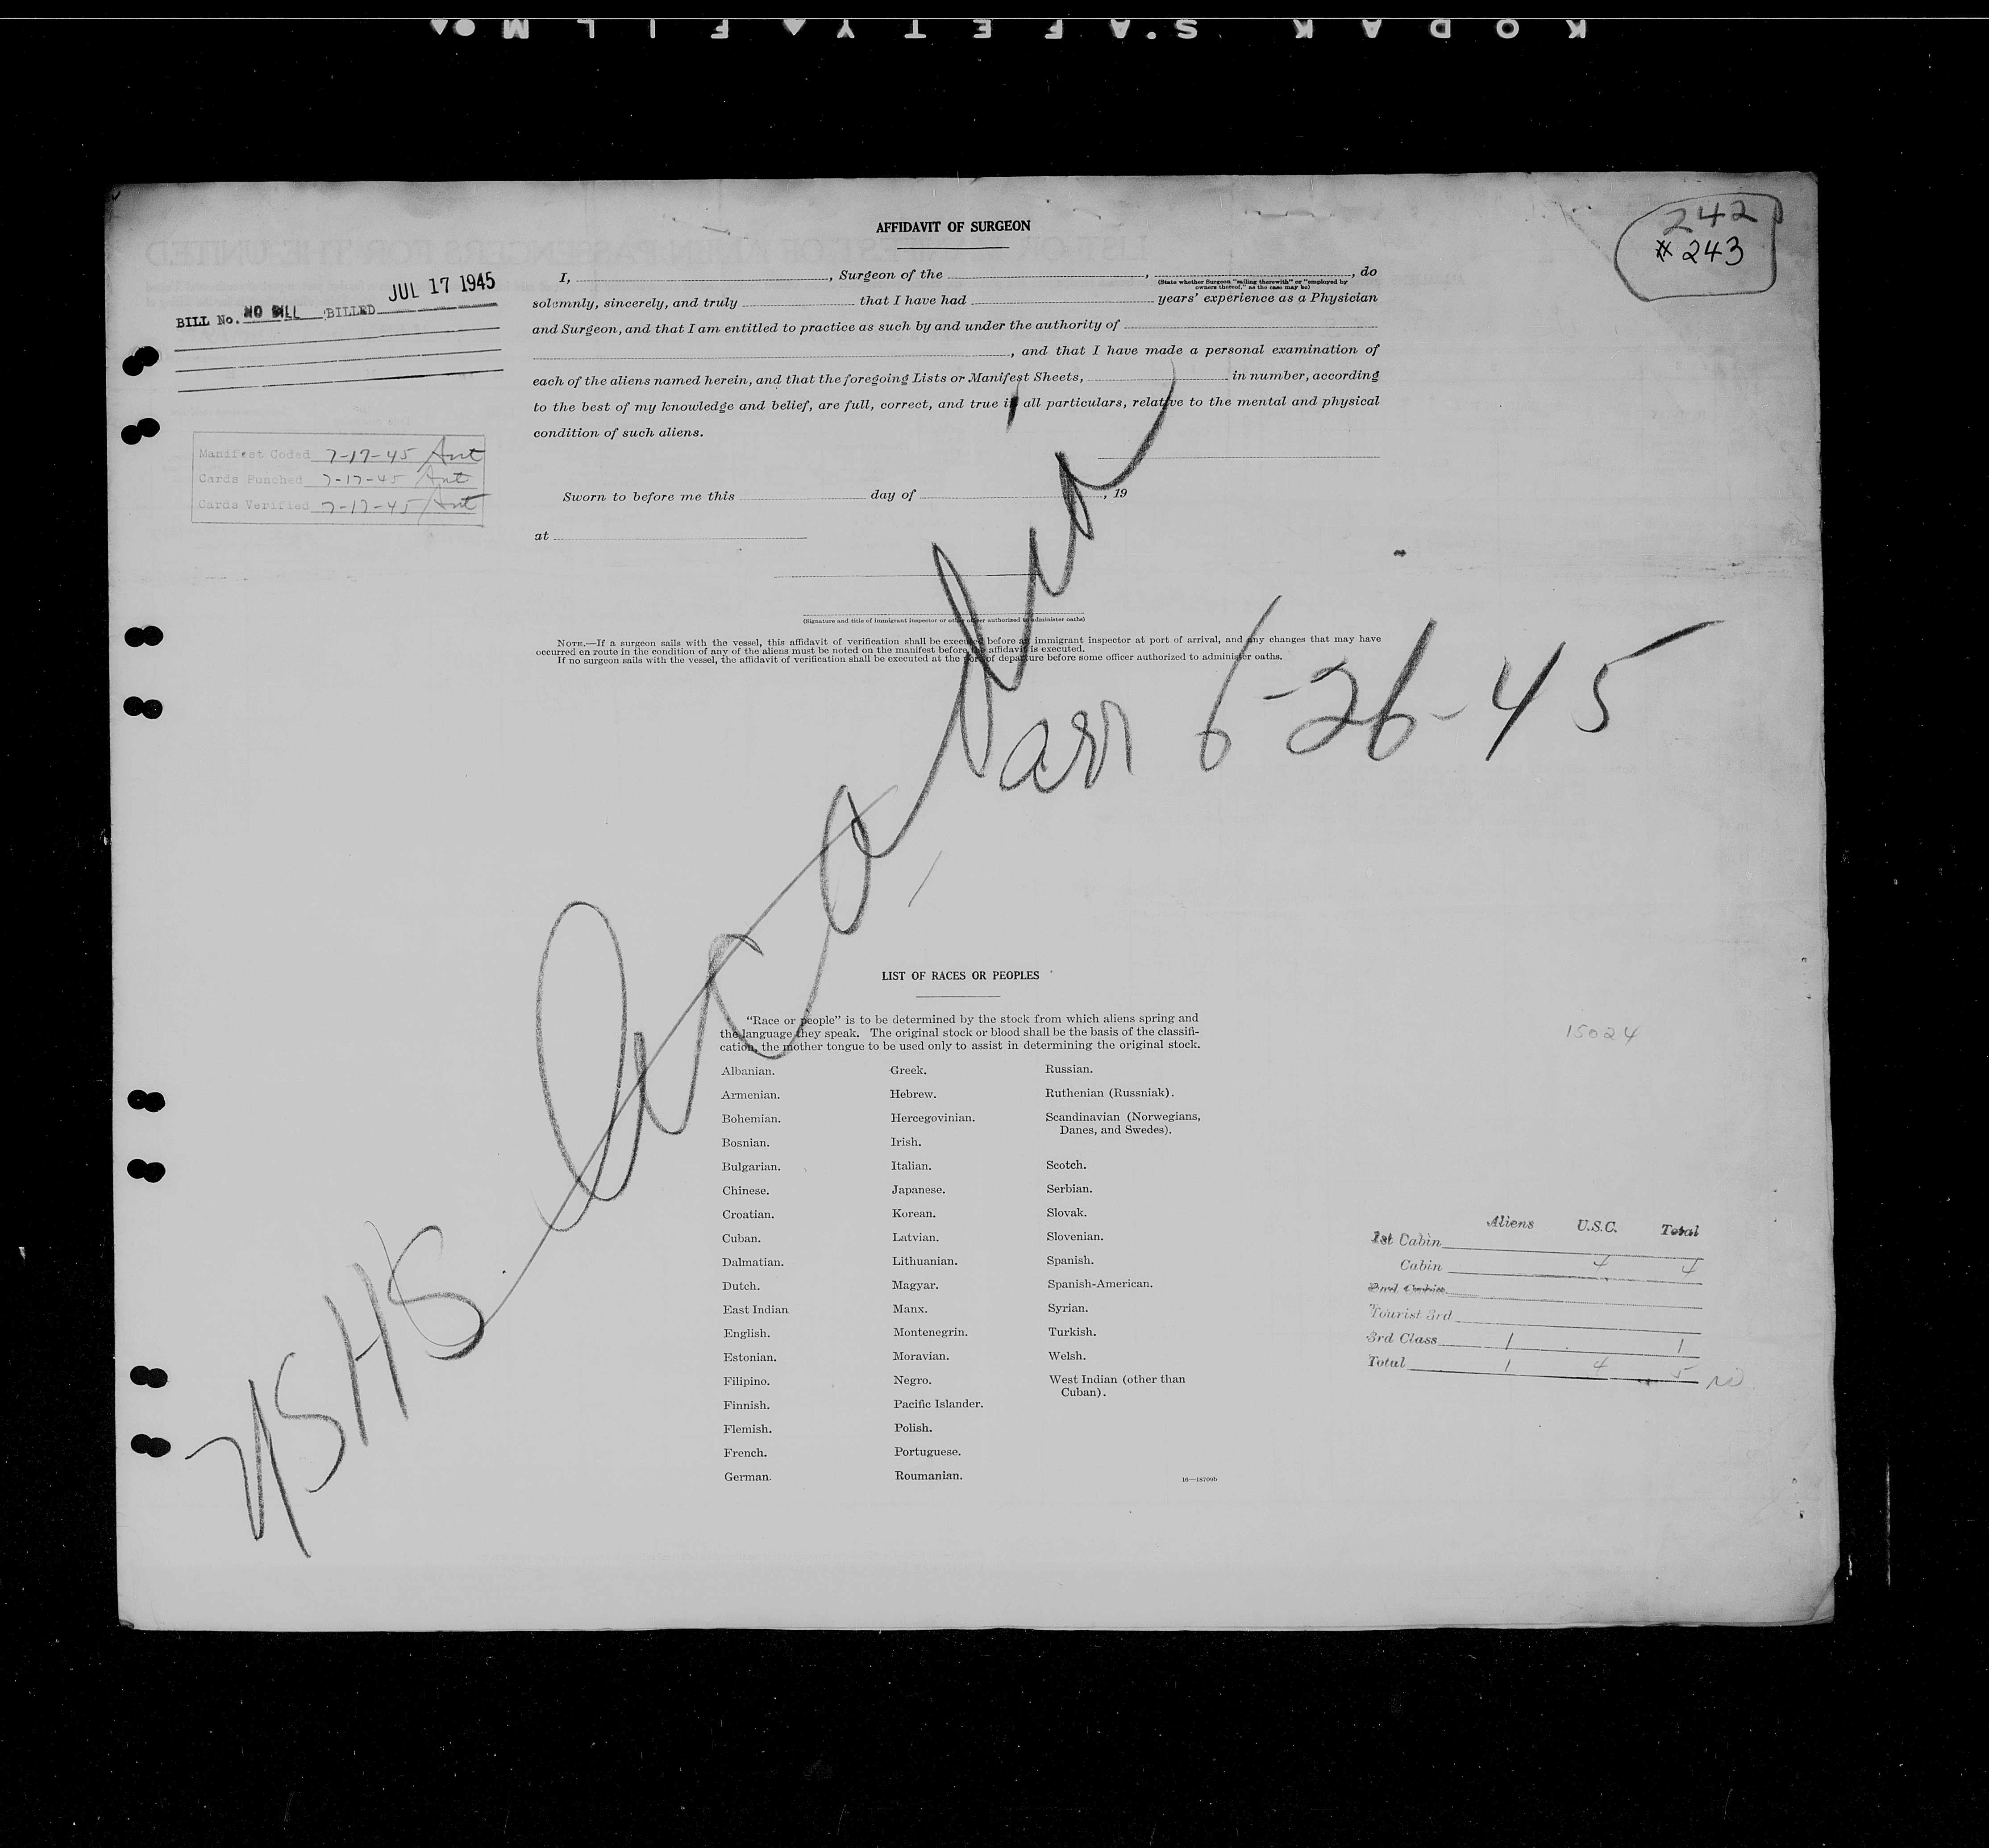 KODAK SAFETY FILM
242
# 243
AFFIDAVIT OF SURGEON
I, , Surgeon of the , , do
(State whether Surgeon "sailing therewith" or "employed by owners thereof," as the case may be)
solemnly, sincerely, and truly that I have had years' experience as a Physician
and Surgeon, and that I am entitled to practice as such by and under the authority of
, and that I have made a personal examination of
each of the aliens named herein, and that the foregoing Lists or Manifest Sheets, in number, according
to the best of my knowledge and belief, are full, correct, and true in all particulars, relative to the mental and physical
condition of such aliens.
Sworn to before me this day of , 19
at
(Signature and title of immigrant inspector or other officer authorized to administer oaths)
NOTE.—If a surgeon sails with the vessel, this affidavit of verification shall be executed before an immigrant inspector at port of arrival, and any changes that may have
occurred en route in the condition of any of the aliens must be noted on the manifest before the affidavit is executed.
If no surgeon sails with the vessel, the affidavit of verification shall be executed at the port of departure before some officer authorized to administer oaths.
BILL No. NO BILL BILLED JUL 17 1945
Manifest Coded 7-17-45
Cards Punched 7-17-45
Cards Verified 7-17-45
USHS
arr 6-26-45
LIST OF RACES OR PEOPLES
"Race or people" is to be determined by the stock from which aliens spring and
the language they speak. The original stock or blood shall be the basis of the classifi-
cation, the mother tongue to be used only to assist in determining the original stock.
Albanian.
Armenian.
Bohemian.
Bosnian.
Bulgarian.
Chinese.
Croatian.
Cuban.
Dalmatian.
Dutch.
East Indian
English.
Estonian.
Filipino.
Finnish.
Flemish.
French.
German.
Greek.
Hebrew.
Hercegovinian.
Irish.
Italian.
Japanese.
Korean.
Latvian.
Lithuanian.
Magyar.
Manx.
Montenegrin.
Moravian.
Negro.
Pacific Islander.
Polish.
Portuguese.
Roumanian.
Russian.
Ruthenian (Russniak).
Scandinavian (Norwegians,
Danes, and Swedes).
Scotch.
Serbian.
Slovak.
Slovenian.
Spanish.
Spanish-American.
Syrian.
Turkish.
Welsh.
West Indian (other than
Cuban).
16—18709b
15024
Aliens U.S.C. Total
1st Cabin
Cabin 4 4
2nd Cabin
Tourist 3rd
3rd Class 1 1
Total 1 4 5